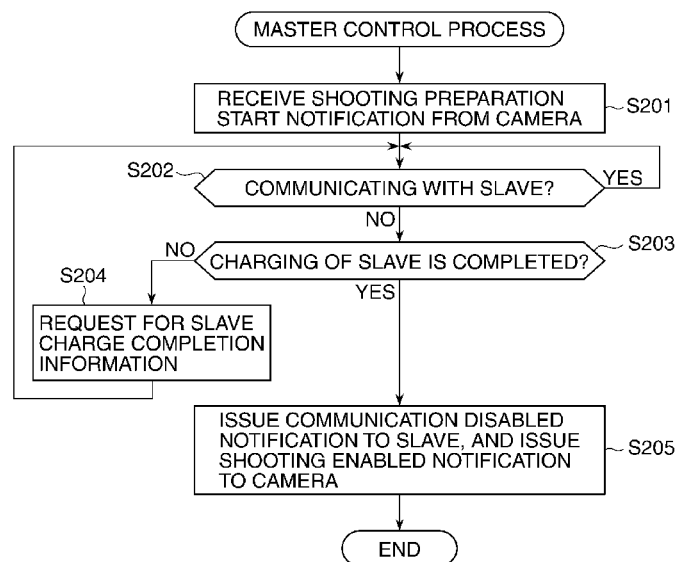 MASTER CONTROL PROCESS
RECEIVE SHOOTING PREPARATION
START NOTIFICATION FROM CAMERA
S201
S202
COMMUNICATING WITH SLAVE?
YES
NO
S203
CHARGING OF SLAVE IS COMPLETED?
NO
YES
S204
REQUEST FOR SLAVE
CHARGE COMPLETION
INFORMATION
ISSUE COMMUNICATION DISABLED
NOTIFICATION TO SLAVE, AND ISSUE
SHOOTING ENABLED NOTIFICATION
TO CAMERA
S205
END